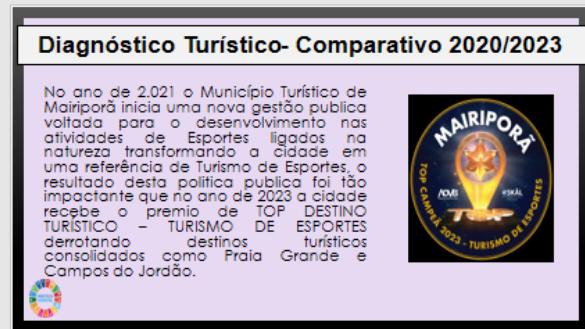 Diagnóstico Turístico- Comparativo 2020/2023
No ano de 2.021 o Município Turístico de
Mairiporã inicia uma nova gestão publica
voltada para o desenvolvimento nas
atividades de Esportes ligados na
natureza transformando a cidade em
uma referência de Turismo de Esportes, o
resultado desta política publica foi tão
impactante que no ano de 2023 a cidade
recebe o premio de TOP DESTINO
TURÍSTICO – TURISMO DE ESPORTES
derrotando destinos turísticos
consolidados como Praia Grande e
Campos do Jordão.
MAIRIPORÃ
ADVB
SKÅL
TOP
TOP CAMPEÃ 2023 - TURISMO DE ESPORTES